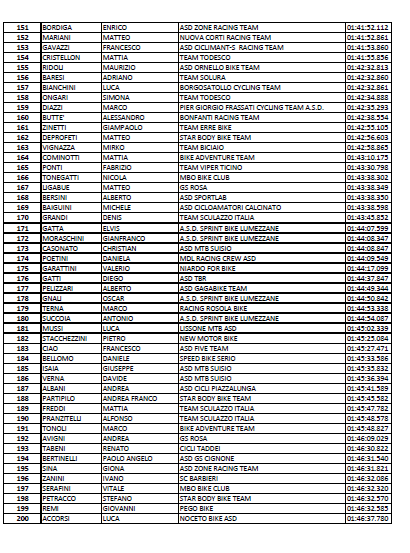 151 BORDIGA ENRICO ASD ZONE RACING TEAM 01:41:52.112
152 MARIANI MATTEO NUOVA CORTI RACING TEAM 01:41:52.861
153 GAVAZZI FRANCESCO ASD CICLIMANT-S RACING TEAM 01:41:53.860
154 CRISTELLON MATTIA TEAM TODESCO 01:41:55.856
155 RIDOLI MAURIZIO ASD ORNELLO BIKE TEAM 01:42:32.813
156 BARESI ADRIANO TEAM SOLURA 01:42:32.860
157 BIANCHINI LUCA BORGOSATOLLO CYCLING TEAM 01:42:32.861
158 ONGARI SIMONA TEAM TODESCO 01:42:34.888
159 DIAZZI MARCO PIER GIORGIO FRASSATI CYCLING TEAM A.S.D. 01:42:35.293
160 BUTTE' ALESSANDRO BONFANTI RACING TEAM 01:42:38.554
161 ZINETTI GIAMPAOLO TEAM ERRE BIKE 01:42:55.105
162 DEPROFETI MATTEO STAR BODY BIKE TEAM 01:42:56.603
163 VIGNAZZA MIRKO TEAM BICIAIO 01:42:58.865
164 COMINOTTI MATTIA BIKE ADVENTURE TEAM 01:43:10.175
165 PONTI FABRIZIO TEAM VIPER TICINO 01:43:30.798
166 TONEGATTI NICOLA MBO BIKE CLUB 01:43:38.302
167 LIGABUE MATTEO GS ROSA 01:43:38.349
168 BERSINI ALBERTO ASD SPORTLAB 01:43:38.350
169 BAIGUINI MICHELE ASD CICLOAMATORI CALCINATO 01:43:38.598
170 GRANDI DENIS TEAM SCULAZZO ITALIA 01:43:45.852
171 GATTA ELVIS A.S.D. SPRINT BIKE LUMEZZANE 01:44:07.599
172 MORASCHINI GIANFRANCO A.S.D. SPRINT BIKE LUMEZZANE 01:44:08.347
173 CASONATO CHRISTIAN ASD MTB SUISIO 01:44:08.847
174 POETINI DANIELA MDL RACING CREW ASD 01:44:09.549
175 GARATTINI VALERIO NIARDO FOR BIKE 01:44:17.099
176 GATTI DIEGO ASD TBR 01:44:37.847
177 PELIZZARI ALBERTO ASD GAGABIKE TEAM 01:44:49.344
178 GNALI OSCAR A.S.D. SPRINT BIKE LUMEZZANE 01:44:50.842
179 TERNA MARCO RACING ROSOLA BIKE 01:44:53.338
180 SUCCOIA ANTONIO A.S.D. SPRINT BIKE LUMEZZANE 01:44:54.087
181 MUSSI LUCA LISSONE MTB ASD 01:45:02.339
182 STACCHEZZINI PIETRO NEW MOTOR BIKE 01:45:25.084
183 CIAO FRANCESCO ASD FIVE TEAM 01:45:27.471
184 BELLOMO DANIELE SPEED BIKE SERIO 01:45:33.586
185 ISAIA GIUSEPPE ASD MTB SUISIO 01:45:35.832
186 VERNA DAVIDE ASD MTB SUISIO 01:45:36.394
187 ALBANI ANDREA ASD CICLI PIAZZALUNGA 01:45:41.589
188 PARTIPILO ANDREA FRANCO STAR BODY BIKE TEAM 01:45:45.582
189 FREDDI MATTIA TEAM SCULAZZO ITALIA 01:45:47.782
190 PRANZITELLI ALFONSO TEAM SCULAZZO ITALIA 01:45:48.578
191 TONOLI MARCO BIKE ADVENTURE TEAM 01:45:48.827
192 AVIGNI ANDREA GS ROSA 01:46:09.029
193 TABENI RENATO CICLI TADDEI 01:46:30.822
194 BERTINELLI PAOLO ANGELO ASD GS CIGNONE 01:46:31.540
195 SINA GIONA ASD ZONE RACING TEAM 01:46:31.821
196 ZANINI IVANO SC BARBIERI 01:46:32.086
197 SERAFINI VITALE MBO BIKE CLUB 01:46:32.320
198 PETRACCO STEFANO STAR BODY BIKE TEAM 01:46:32.570
199 REMI GIOVANNI PEGO BIKE 01:46:32.585
200 ACCORSI LUCA NOCETO BIKE ASD 01:46:37.780